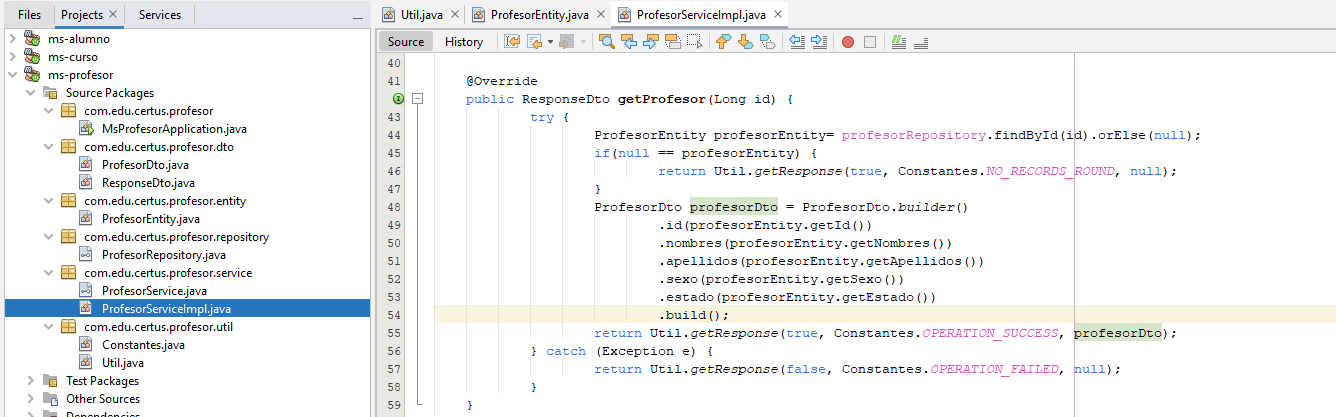 Files Projects Services
ms-alumno
ms-curso
ms-profesor
Source Packages
com.edu.certus.profesor
MsProfesorApplication.java
com.edu.certus.profesor.dto
ProfesorDto.java
ResponseDto.java
com.edu.certus.profesor.entity
ProfesorEntity.java
com.edu.certus.profesor.repository
ProfesorRepository.java
com.edu.certus.profesor.service
ProfesorService.java
ProfesorServiceImpl.java
com.edu.certus.profesor.util
Constantes.java
Util.java
Test Packages
Other Sources
Dependencies
Util.java ProfesorEntity.java ProfesorServiceImpl.java
Source History
40
41 @Override
public ResponseDto getProfesor(Long id) {
43 try {
44 ProfesorEntity profesorEntity= profesorRepository.findById(id).orElse(null);
45 if(null == profesorEntity) {
46 return Util.getResponse(true, Constantes.NO_RECORDS_ROUND, null);
47 }
48 ProfesorDto profesorDto = ProfesorDto.builder()
49 .id(profesorEntity.getId())
50 .nombres(profesorEntity.getNombres())
51 .apellidos(profesorEntity.getApellidos())
52 .sexo(profesorEntity.getSexo())
53 .estado(profesorEntity.getEstado())
54 .build();
55 return Util.getResponse(true, Constantes.OPERATION_SUCCESS, profesorDto);
56 } catch (Exception e) {
57 return Util.getResponse(false, Constantes.OPERATION_FAILED, null);
58 }
59 }